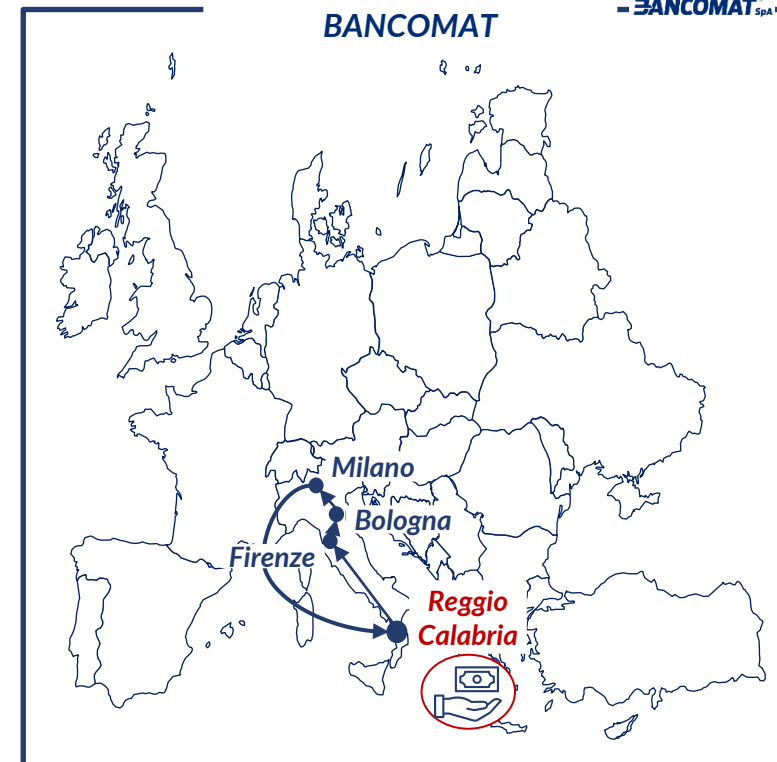 BANCOMAT
BANCOMAT SpA
Milano
Bologna
Firenze
Reggio
Calabria